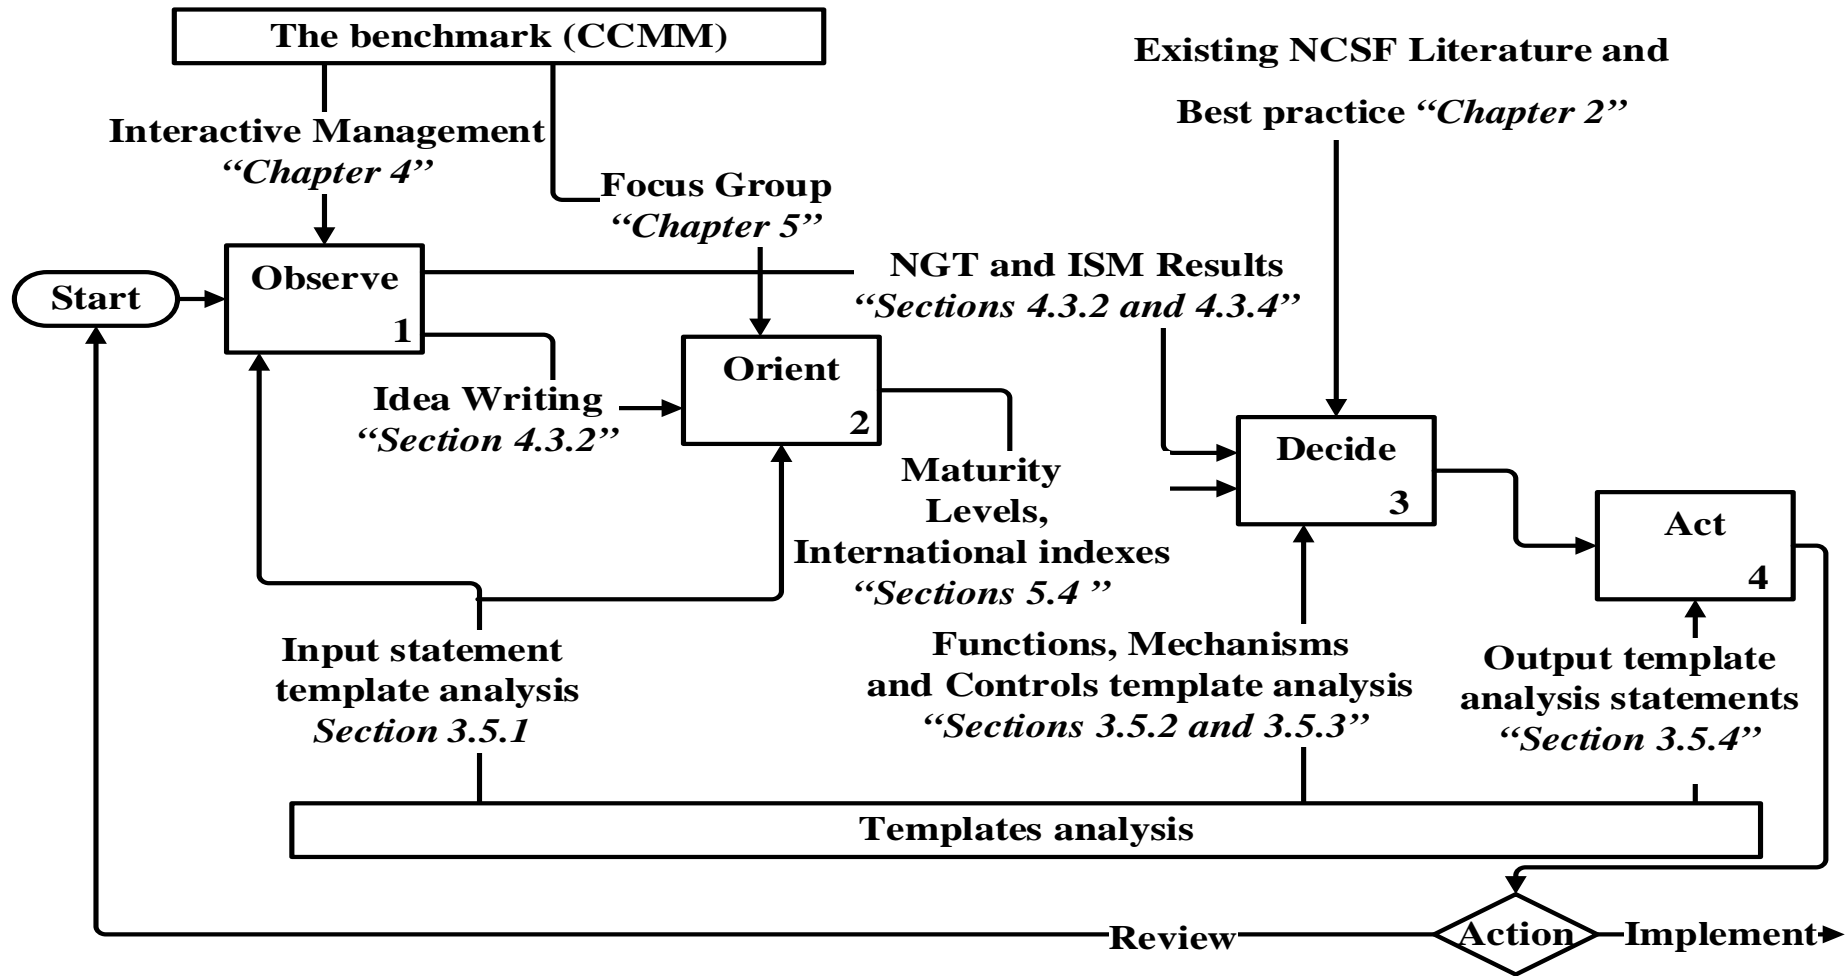 The benchmark (CCMM)
Existing NCSF Literature and
Best practice “Chapter 2”
Interactive Management
“Chapter 4”
Focus Group
“Chapter 5”
Start
Observe
1
NGT and ISM Results
“Sections 4.3.2 and 4.3.4”
Idea Writing
“Section 4.3.2”
Orient
2
Maturity
Levels,
International indexes
“Sections 5.4 ”
Decide
3
Act
4
Input statement
template analysis
Section 3.5.1
Functions, Mechanisms
and Controls template analysis
“Sections 3.5.2 and 3.5.3”
Output template
analysis statements
“Section 3.5.4”
Templates analysis
Review
Action
Implement